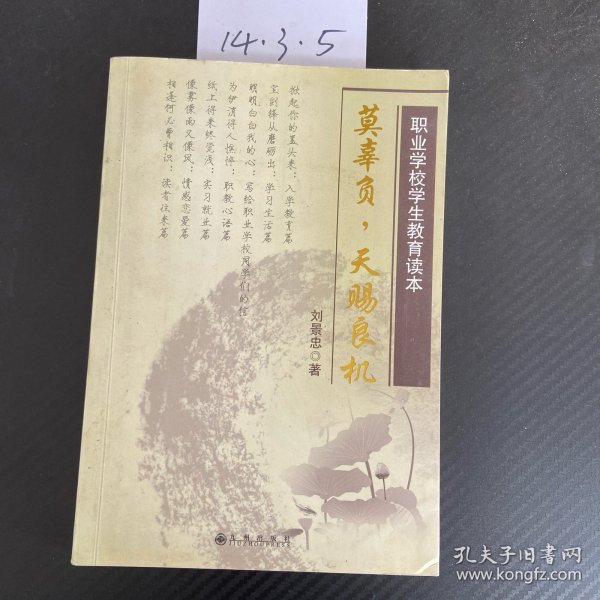 14.3.5
职业学校学生教育读本
莫辜负，天赐良机
刘景忠◎著
掀起你的盖头来：入学教育篇
宝剑锋从磨砺出：学习生活篇
明明白白我的心：写给职业学校同学们的信
为伊消得人憔悴：职教心语篇
纸上得来终觉浅：实习就业篇
像雾像雨又像风：情感恋爱篇
相逢何必曾相识：读者往来篇
九州出版社
JIUZHOUPRESS
孔夫子旧书网
www.kongfz.com